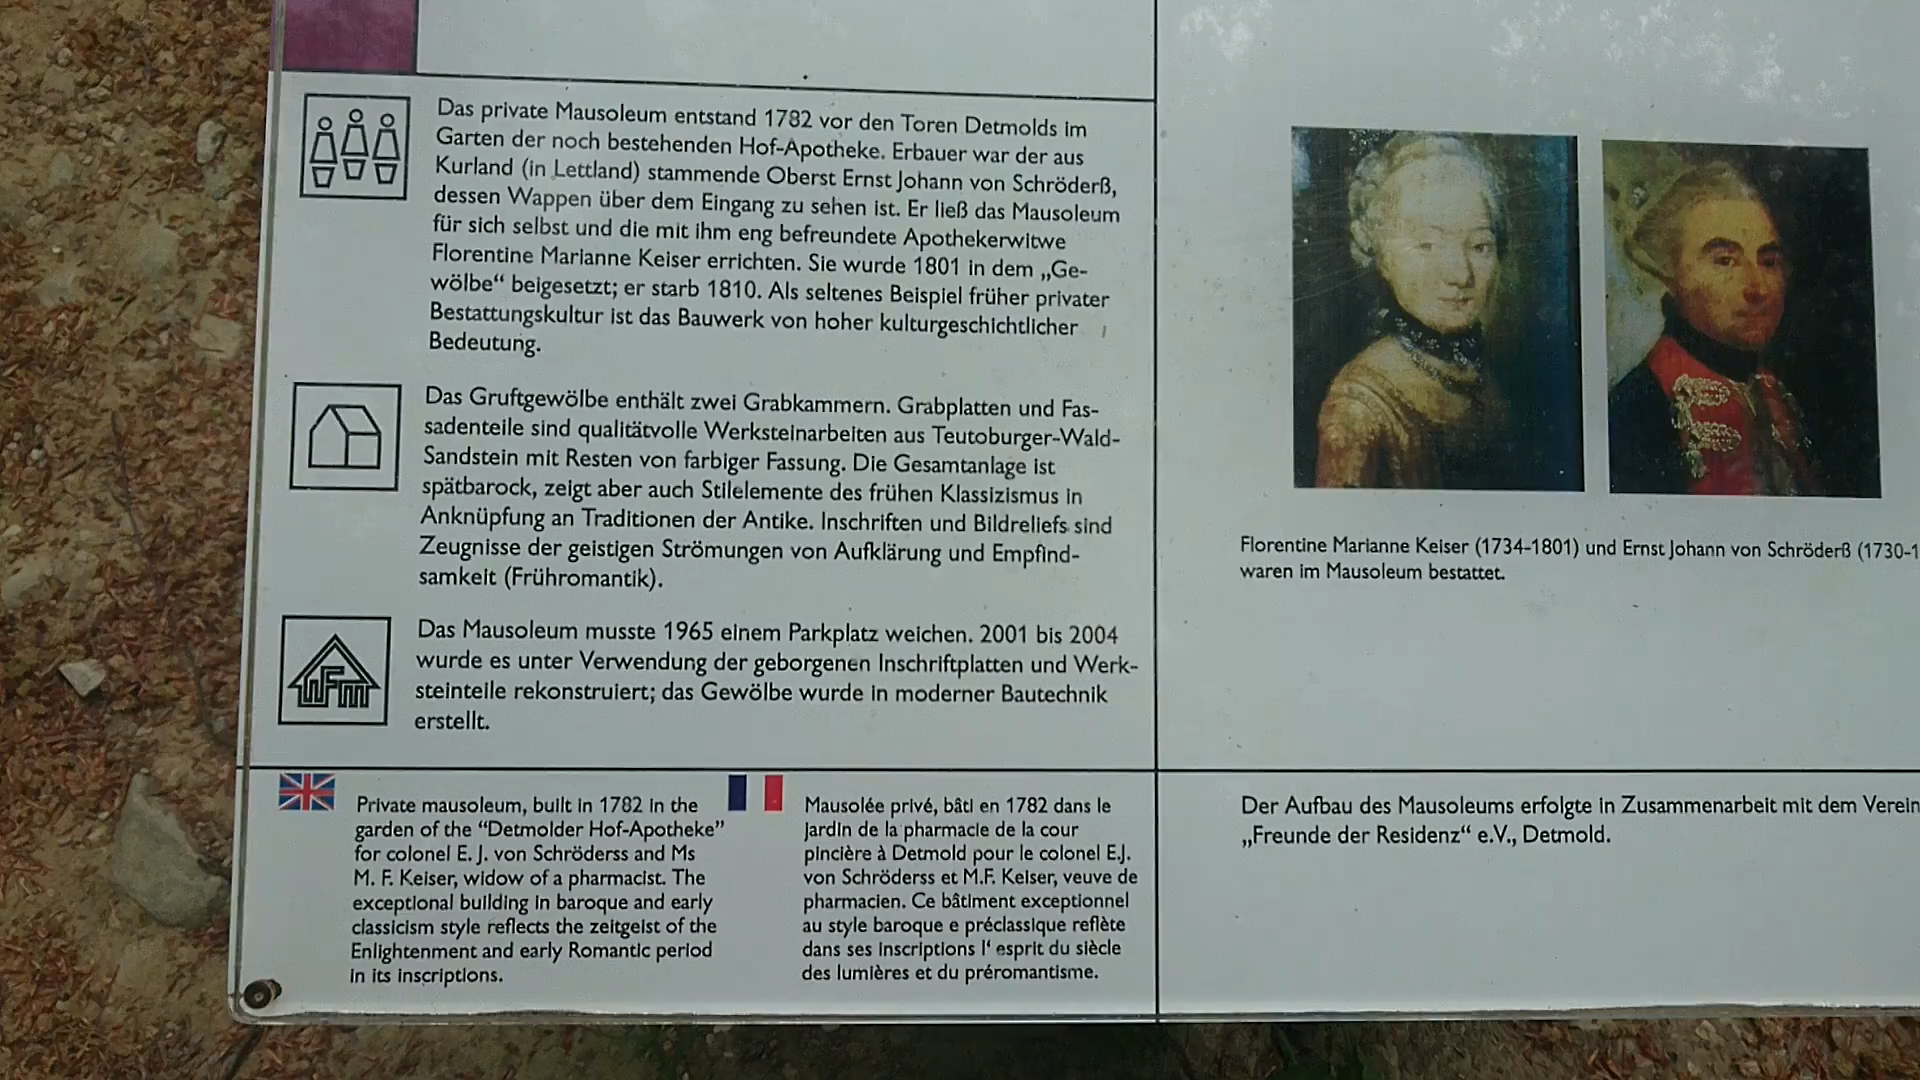 Das private Mausoleum entstand 1782 vor den Toren Detmolds im
Garten der noch bestehenden Hof-Apotheke. Erbauer war der aus
Kurland (in Lettland) stammende Oberst Ernst Johann von Schröderß,
dessen Wappen über dem Eingang zu sehen ist. Er ließ das Mausoleum
für sich selbst und die mit ihm eng befreundete Apothekerwitwe
Florentine Marianne Keiser errichten. Sie wurde 1801 in dem „Ge-
wölbe“ beigesetzt; er starb 1810. Als seltenes Beispiel früher privater
Bestattungskultur ist das Bauwerk von hoher kulturgeschichtlicher
Bedeutung.
Das Gruftgewölbe enthält zwei Grabkammern. Grabplatten und Fas-
sadenteile sind qualitätvolle Werksteinarbeiten aus Teutoburger-Wald-
Sandstein mit Resten von farbiger Fassung. Die Gesamtanlage ist
spätbarock, zeigt aber auch Stilelemente des frühen Klassizismus in
Anknüpfung an Traditionen der Antike. Inschriften und Bildreliefs sind
Zeugnisse der geistigen Strömungen von Aufklärung und Empfind-
samkeit (Frühromantik).
Das Mausoleum musste 1965 einem Parkplatz weichen. 2001 bis 2004
wurde es unter Verwendung der geborgenen Inschriftplatten und Werk-
steinteile rekonstruiert; das Gewölbe wurde in moderner Bautechnik
erstellt.
Private mausoleum, built in 1782 in the
garden of the “Detmolder Hof-Apotheke”
for colonel E. J. von Schröderss and Ms
M. F. Keiser, widow of a pharmacist. The
exceptional building in baroque and early
classicism style reflects the zeitgeist of the
Enlightenment and early Romantic period
in its inscriptions.
Mausolée privé, bâti en 1782 dans le
jardin de la pharmacie de la cour
pincière à Detmold pour le colonel E.J.
von Schröderss et M.F. Keiser, veuve de
pharmacien. Ce bâtiment exceptionnel
au style baroque e préclassique reflète
dans ses inscriptions l‘ esprit du siècle
des lumières et du préromantisme.
Florentine Marianne Keiser (1734-1801) und Ernst Johann von Schröderß (1730-1
waren im Mausoleum bestattet.
Der Aufbau des Mausoleums erfolgte in Zusammenarbeit mit dem Verein
„Freunde der Residenz“ e.V., Detmold.